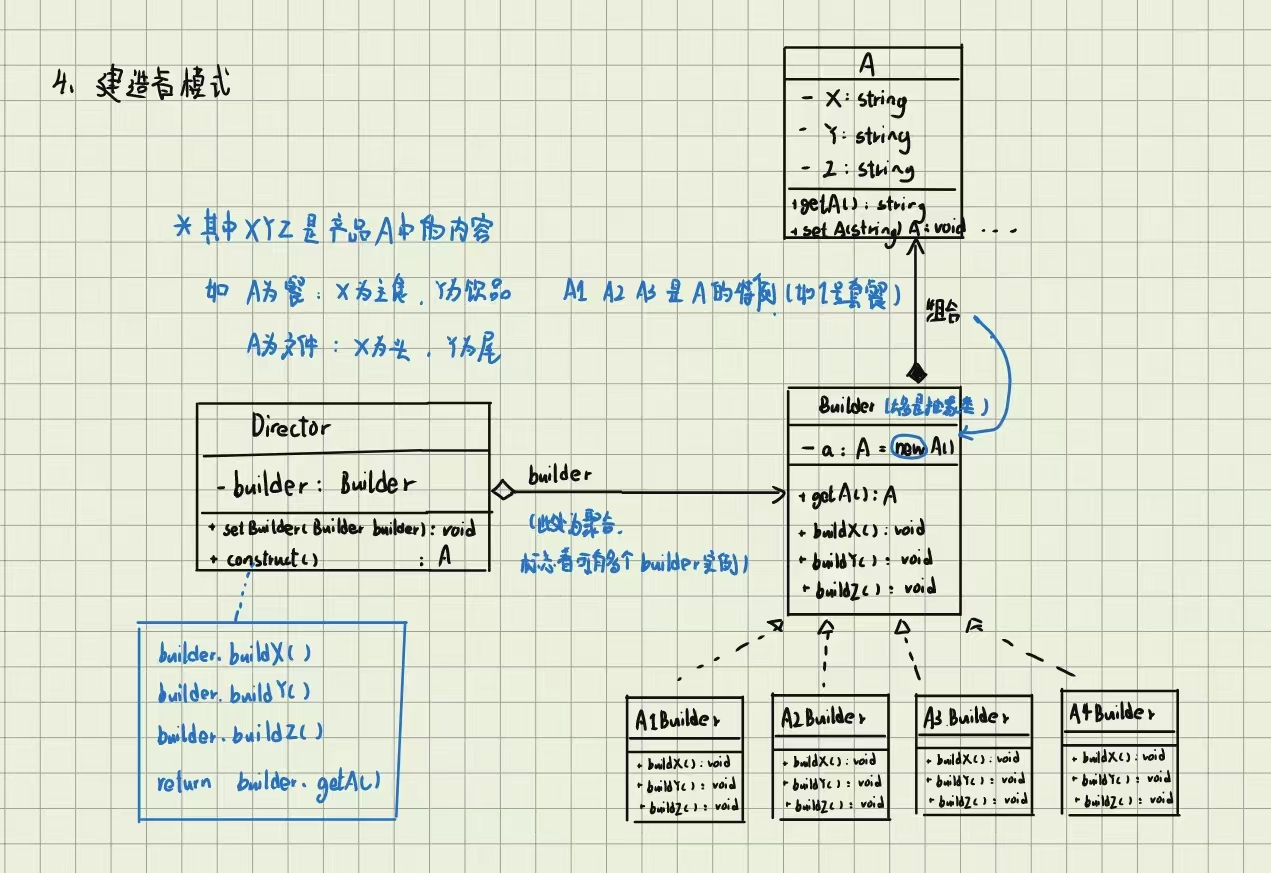 4、建造者模式
A
- X: string
- Y: string
- Z: string
+getA(): string
+ set A(string) A: void ...
*其中XYZ是产品A中的内容
如 A为餐: X为主食, Y为饮品
A1 A2 A3 是 A 的特例 (如1是套餐)
A为文件: X为头, Y为尾
组合
Director
- builder: Builder
+ setBuilder(Builder builder): void
+ construct() : A
builder
(此处为聚合,
标志着可有多个 builder实例)
Builder (都是抽象类)
- a: A = new A()
+ getA(): A
+ buildX(): void
+ buildY(): void
+ buildZ(): void
builder.buildX()
builder.buildY()
builder.buildZ()
return builder.getA()
A1Builder
+ buildX(): void
+ buildY(): void
+ buildZ(): void
A2Builder
+ buildX(): void
+ buildY(): void
+ buildZ(): void
A3Builder
+ buildX(): void
+ buildY(): void
+ buildZ(): void
A4Builder
+ buildX(): void
+ buildY(): void
+ buildZ(): void